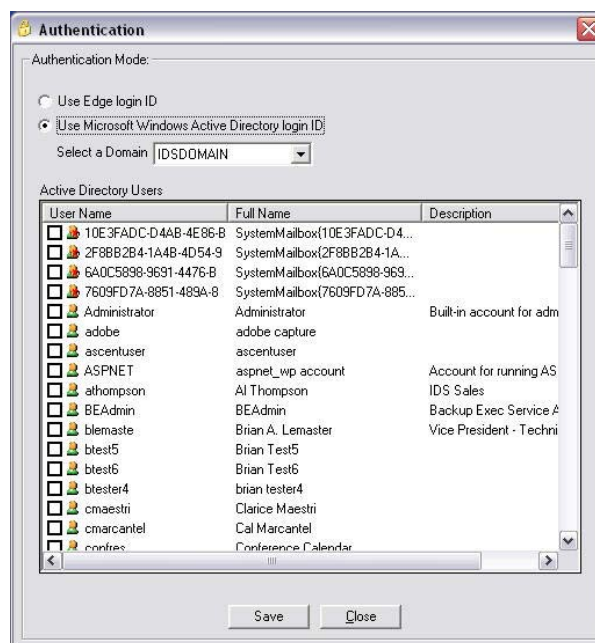 Authentication
Authentication Mode:
Use Edge login ID
Use Microsoft Windows Active Directory login ID
Select a Domain IDSDOMAIN
Active Directory Users
User Name Full Name Description
10E3FADC-D4AB-4E86-B SystemMailbox{10E3FADC-D4...
2F8BB2B4-1A4B-4D54-9 SystemMailbox{2F8BB2B4-1A...
6A0C5898-9691-4476-B SystemMailbox{6A0C5898-969...
7609FD7A-8851-489A-8 SystemMailbox{7609FD7A-885...
Administrator Administrator Built-in account for adm
adobe adobe capture
ascentuser ascentuser
ASPNET aspnet_wp account Account for running AS
athompson Al Thompson IDS Sales
BEAdmin BEAdmin Backup Exec Service A
blemaste Brian A. Lemaster Vice President - Techni
btest5 Brian Test5
btest6 Brian Test6
btester4 brian tester4
cmaestri Clarice Maestri
cmarcantel Cal Marcantel
confres Conference Calendar
Save Close